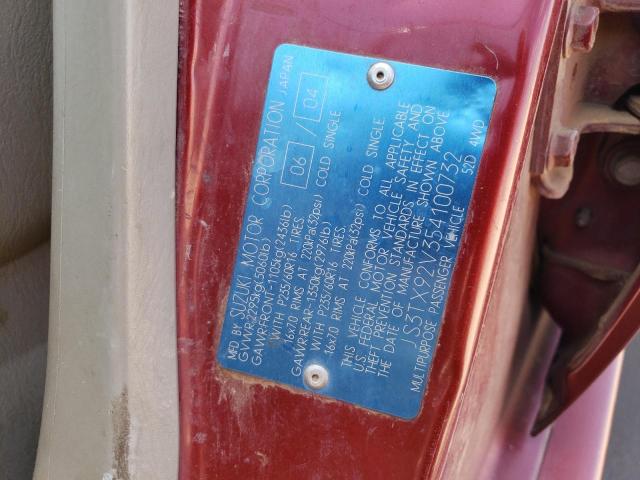 MFD BY SUZUKI MOTOR CORPORATION JAPAN
GVWR:2295kg(5060lb) 06 / 04
GAWR:FRONT-1105kg(2436lb)
WITH P235/60R16 TIRES,
16x7.0 RIMS AT 220kPa(32psi) COLD SINGLE
GAWR:REAR-1350kg(2976lb)
WITH P235/60R16 TIRES,
16x7.0 RIMS AT 220kPa(32psi) COLD SINGLE
THIS VEHICLE CONFORMS TO ALL APPLICABLE
U.S. FEDERAL MOTOR VEHICLE SAFETY AND
THEFT PREVENTION STANDARDS IN EFFECT ON
THE DATE OF MANUFACTURE SHOWN ABOVE
JS3TX92V354100732
MULTIPURPOSE PASSENGER VEHICLE 52D 4WD